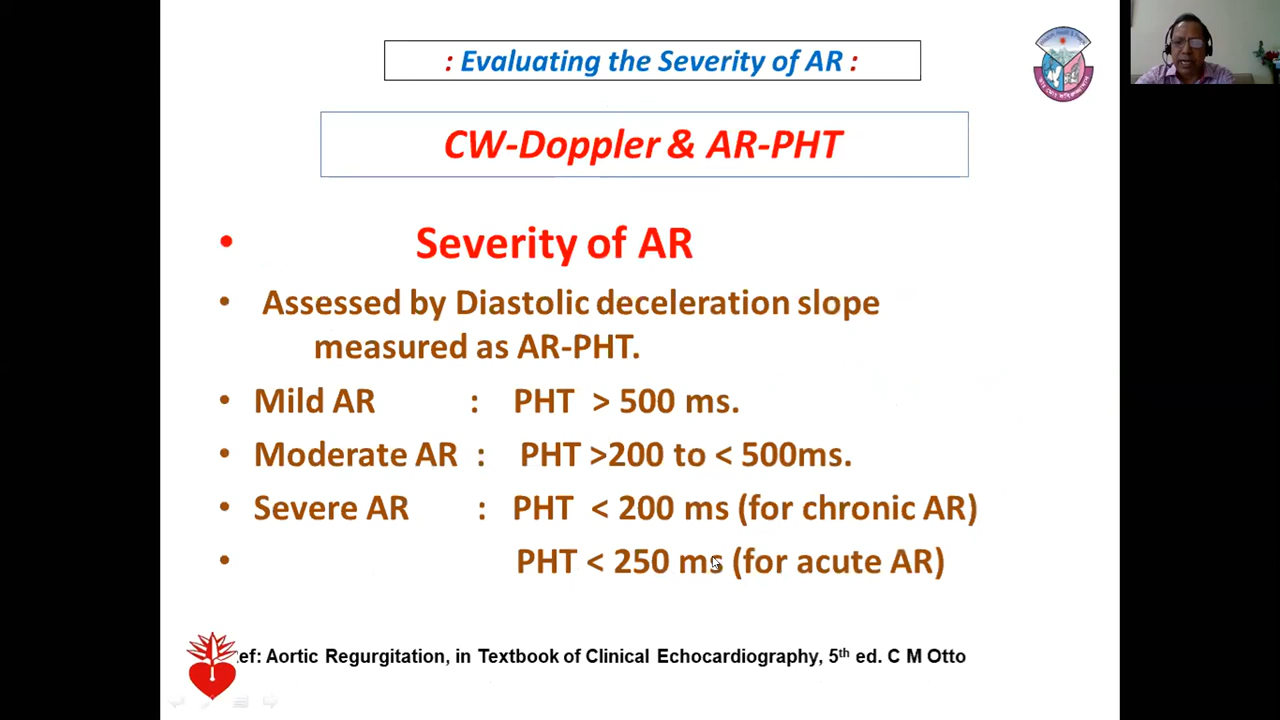 : Evaluating the Severity of AR :
CW-Doppler & AR-PHT
• Severity of AR
• Assessed by Diastolic deceleration slope
measured as AR-PHT.
• Mild AR : PHT > 500 ms.
• Moderate AR : PHT >200 to < 500ms.
• Severe AR : PHT < 200 ms (for chronic AR)
• PHT < 250 ms (for acute AR)
ef: Aortic Regurgitation, in Textbook of Clinical Echocardiography, 5th ed. C M Otto